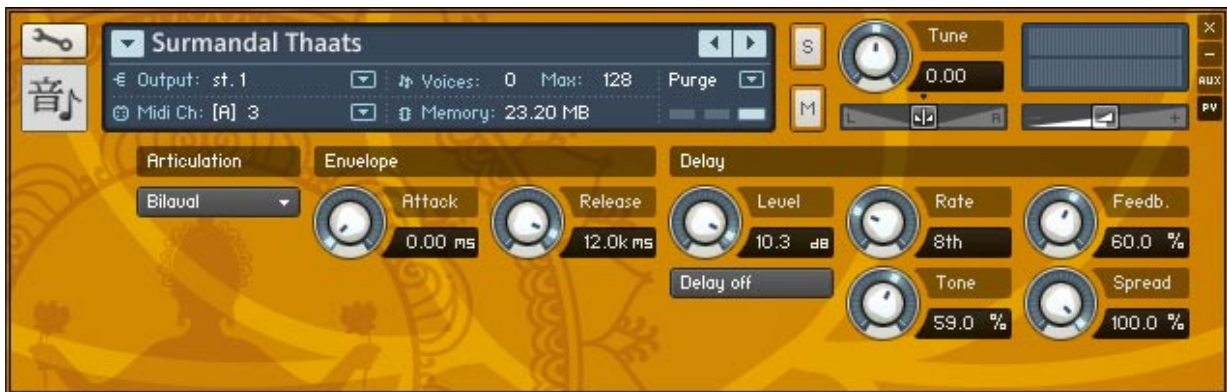 Surmandal Thaats
Output: st. 1
Voices: 0 Max: 128
Purge
Midi Ch: [A] 3
Memory: 23.20 MB
音
S
M
Tune
0.00
L
R
- +
×
-
AUX
PV
Articulation
Bilaval
Envelope
Attack
0.00 ms
Release
12.0k ms
Delay
Level
10.3 dB
Delay off
Rate
8th
Feedb.
60.0 %
Tone
59.0 %
Spread
100.0 %